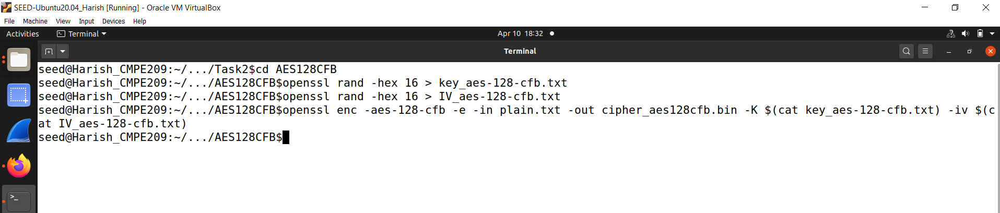 SEED-Ubuntu20.04_Harish [Running] - Oracle VM VirtualBox
File Machine View Input Devices Help
Activities Terminal Apr 10 18:32
Terminal
seed@Harish_CMPE209:~/.../Task2$cd AES128CFB
seed@Harish_CMPE209:~/.../AES128CFB$openssl rand -hex 16 > key_aes-128-cfb.txt
seed@Harish_CMPE209:~/.../AES128CFB$openssl rand -hex 16 > IV_aes-128-cfb.txt
seed@Harish_CMPE209:~/.../AES128CFB$openssl enc -aes-128-cfb -e -in plain.txt -out cipher_aes128cfb.bin -K $(cat key_aes-128-cfb.txt) -iv $(c
at IV_aes-128-cfb.txt)
seed@Harish_CMPE209:~/.../AES128CFB$